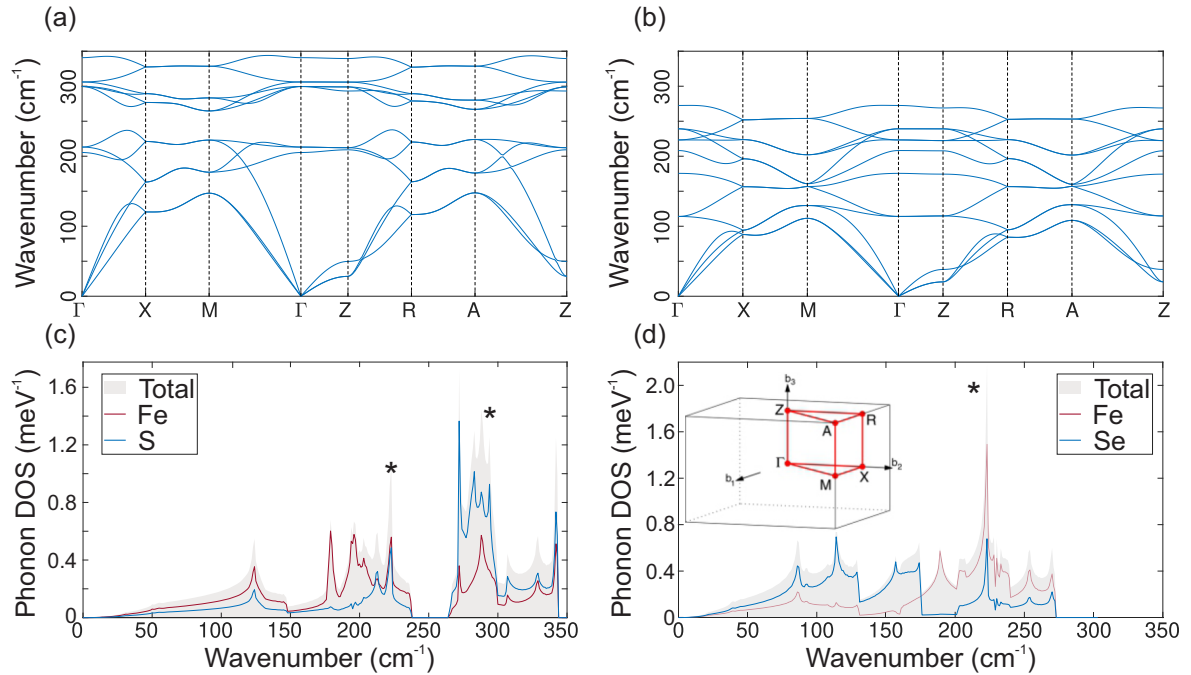 (a)
Wavenumber (cm⁻¹)
300
200
100
0
Γ X M Γ Z R A Z
(b)
Wavenumber (cm⁻¹)
300
200
100
0
Γ X M Γ Z R A Z
(c)
Phonon DOS (meV⁻¹)
1.6
1.2
0.8
0.4
0
Total
Fe
S
*
*
0 50 100 150 200 250 300 350
Wavenumber (cm⁻¹)
(d)
Phonon DOS (meV⁻¹)
2.0
1.6
1.2
0.8
0.4
0
b₃
Z
R
A
Γ
b₂
b₁
M
X
*
Total
Fe
Se
0 50 100 150 200 250 300 350
Wavenumber (cm⁻¹)